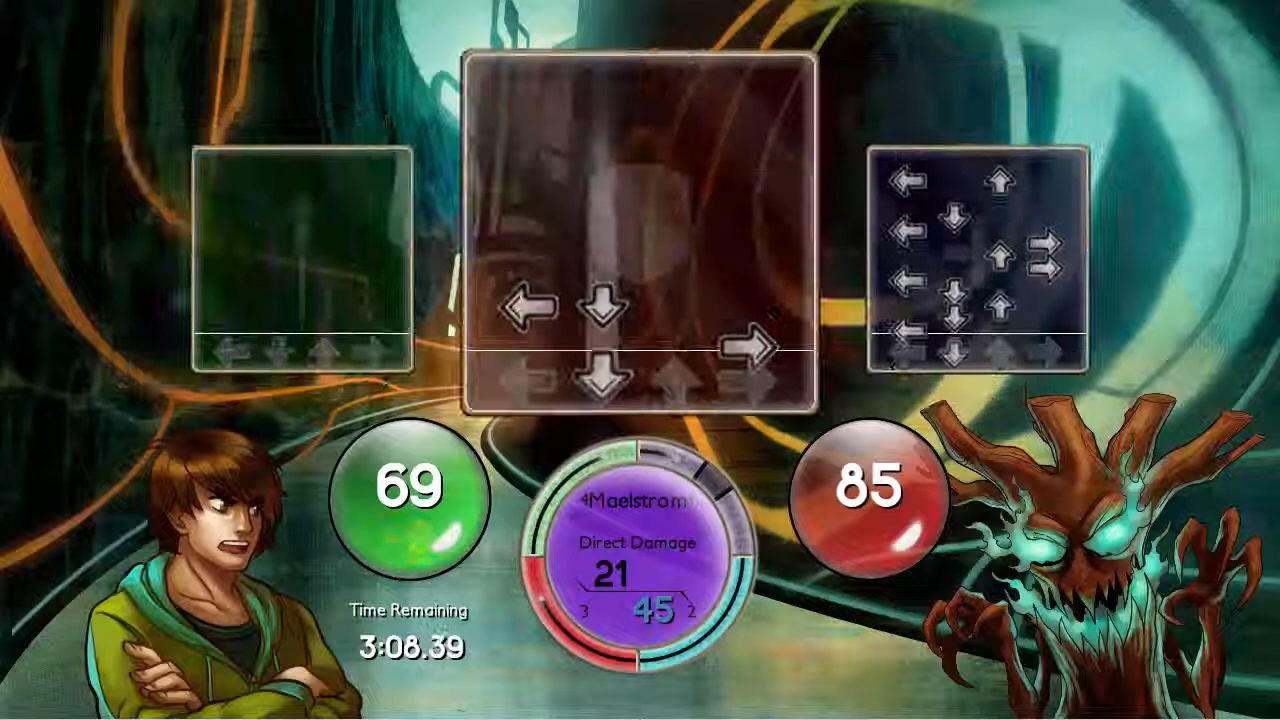 69
85
4Maelstrom
Direct Damage
21
3 45 2
Time Remaining
3:08.39